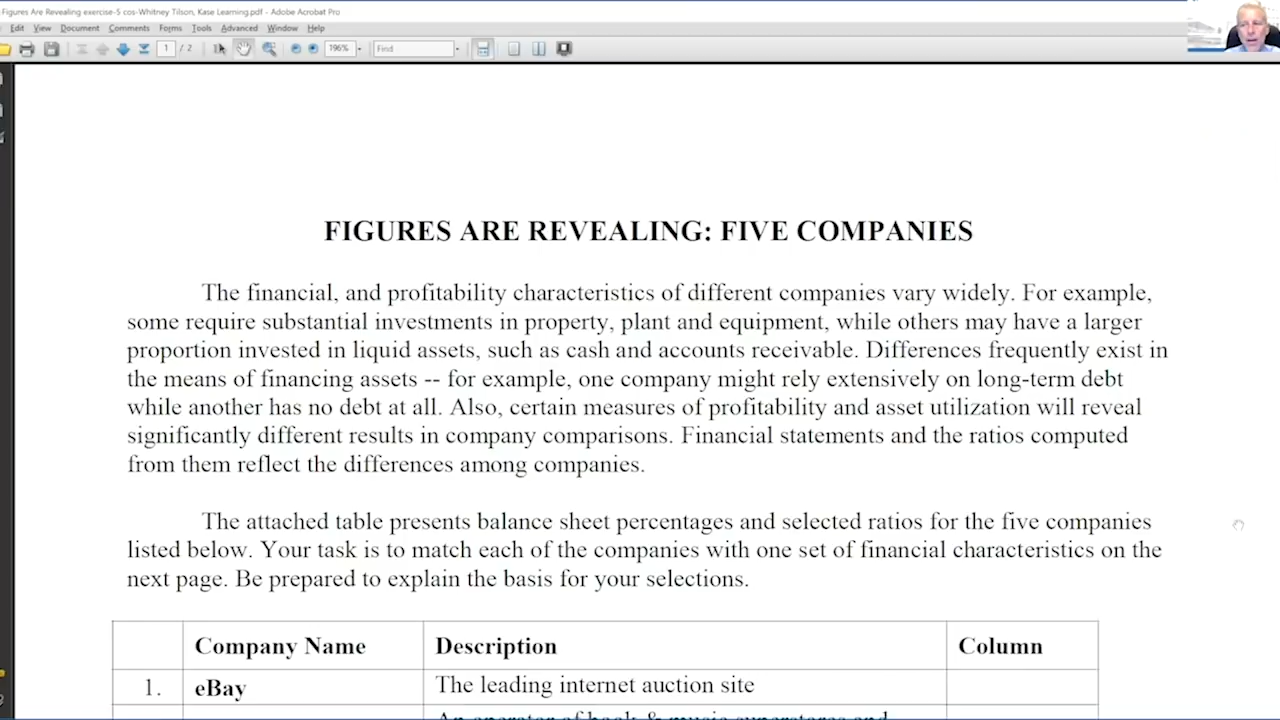 Figures Are Revealing exercise-5 cos-Whitney Tilson, Kase Learning.pdf - Adobe Acrobat Pro
Edit View Document Comments Forms Tools Advanced Window Help
1 / 2 196% Find
FIGURES ARE REVEALING: FIVE COMPANIES
The financial, and profitability characteristics of different companies vary widely. For example,
some require substantial investments in property, plant and equipment, while others may have a larger
proportion invested in liquid assets, such as cash and accounts receivable. Differences frequently exist in
the means of financing assets -- for example, one company might rely extensively on long-term debt
while another has no debt at all. Also, certain measures of profitability and asset utilization will reveal
significantly different results in company comparisons. Financial statements and the ratios computed
from them reflect the differences among companies.
The attached table presents balance sheet percentages and selected ratios for the five companies
listed below. Your task is to match each of the companies with one set of financial characteristics on the
next page. Be prepared to explain the basis for your selections.
Company Name Description Column
1. eBay The leading internet auction site
An operator of book & music superstores and